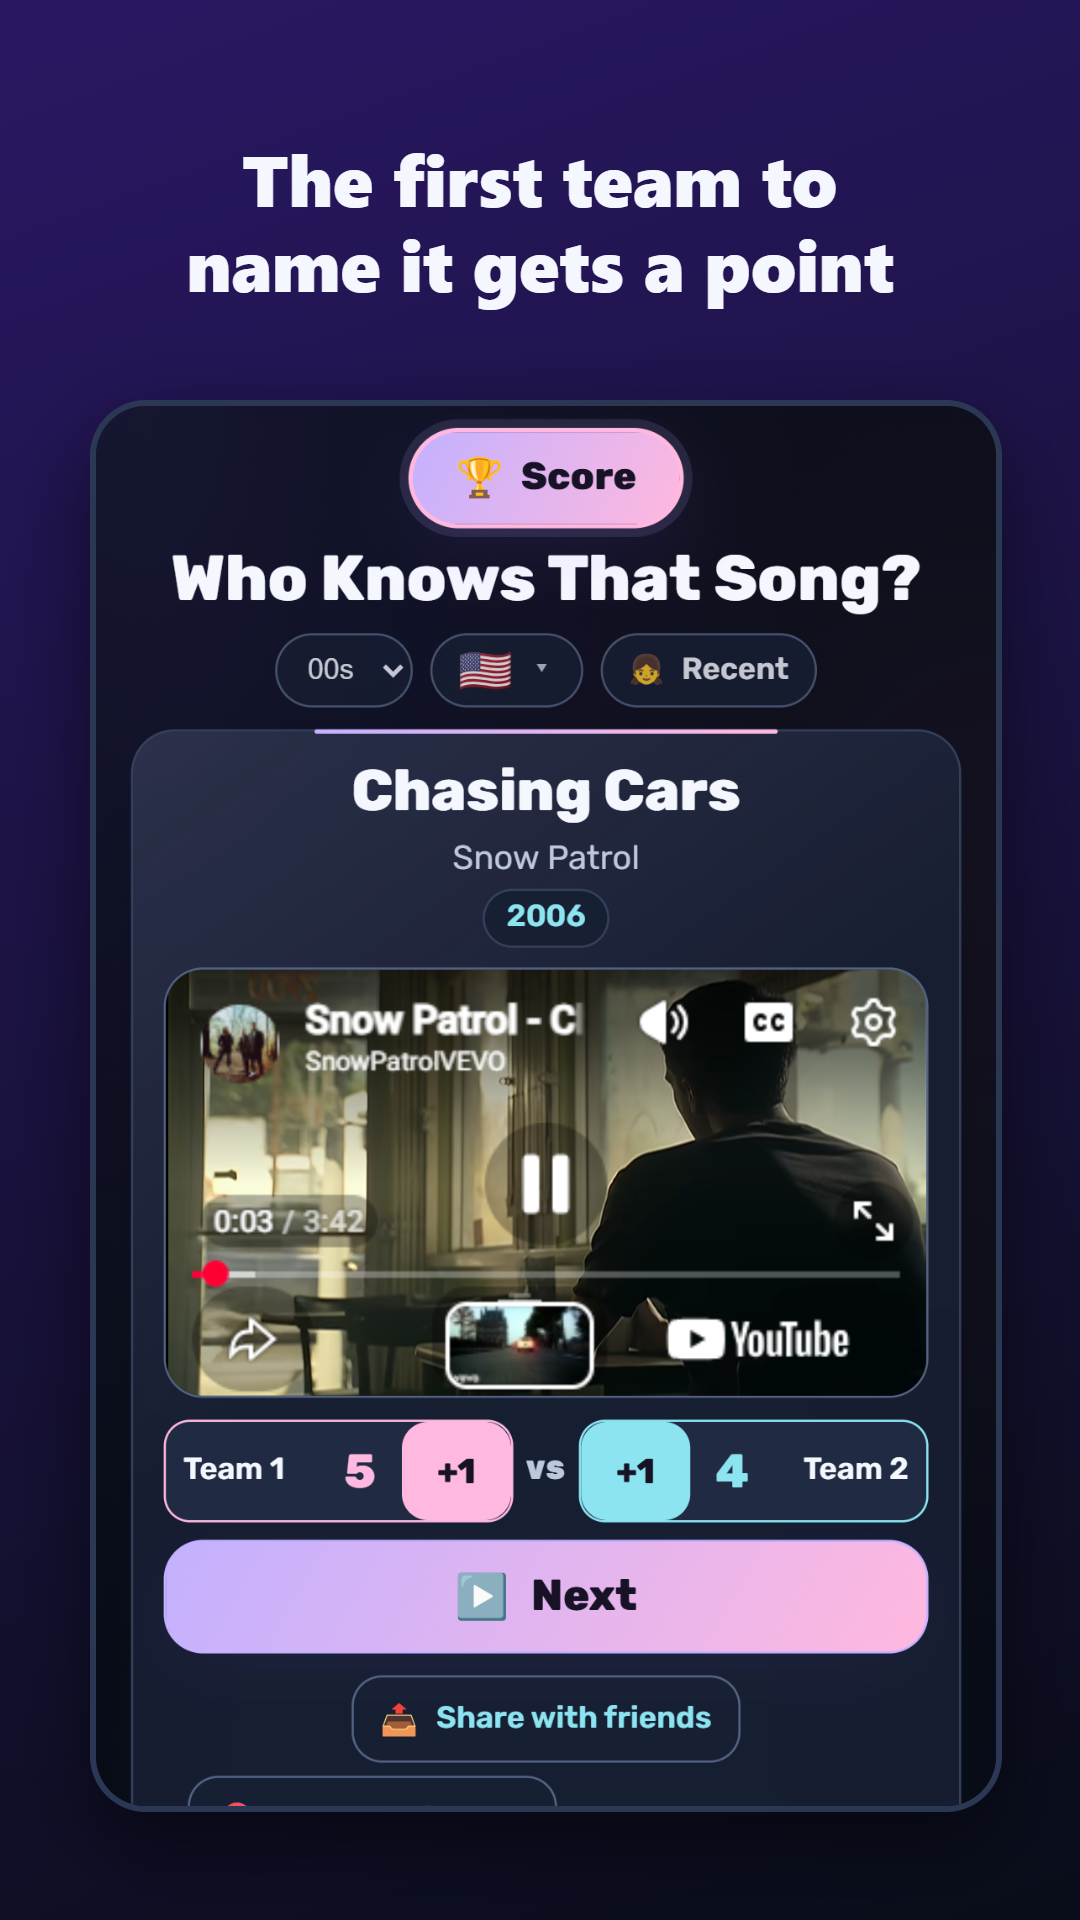 The first team to
name it gets a point
🏆 Score
Who Knows That Song?
00s
Recent
Chasing Cars
Snow Patrol
2006
Snow Patrol -
SnowPatrolVEVO
CC
0:03 / 3:42
YouTube
Team 1 5 +1 vs +1 4 Team 2
Next
Share with friends